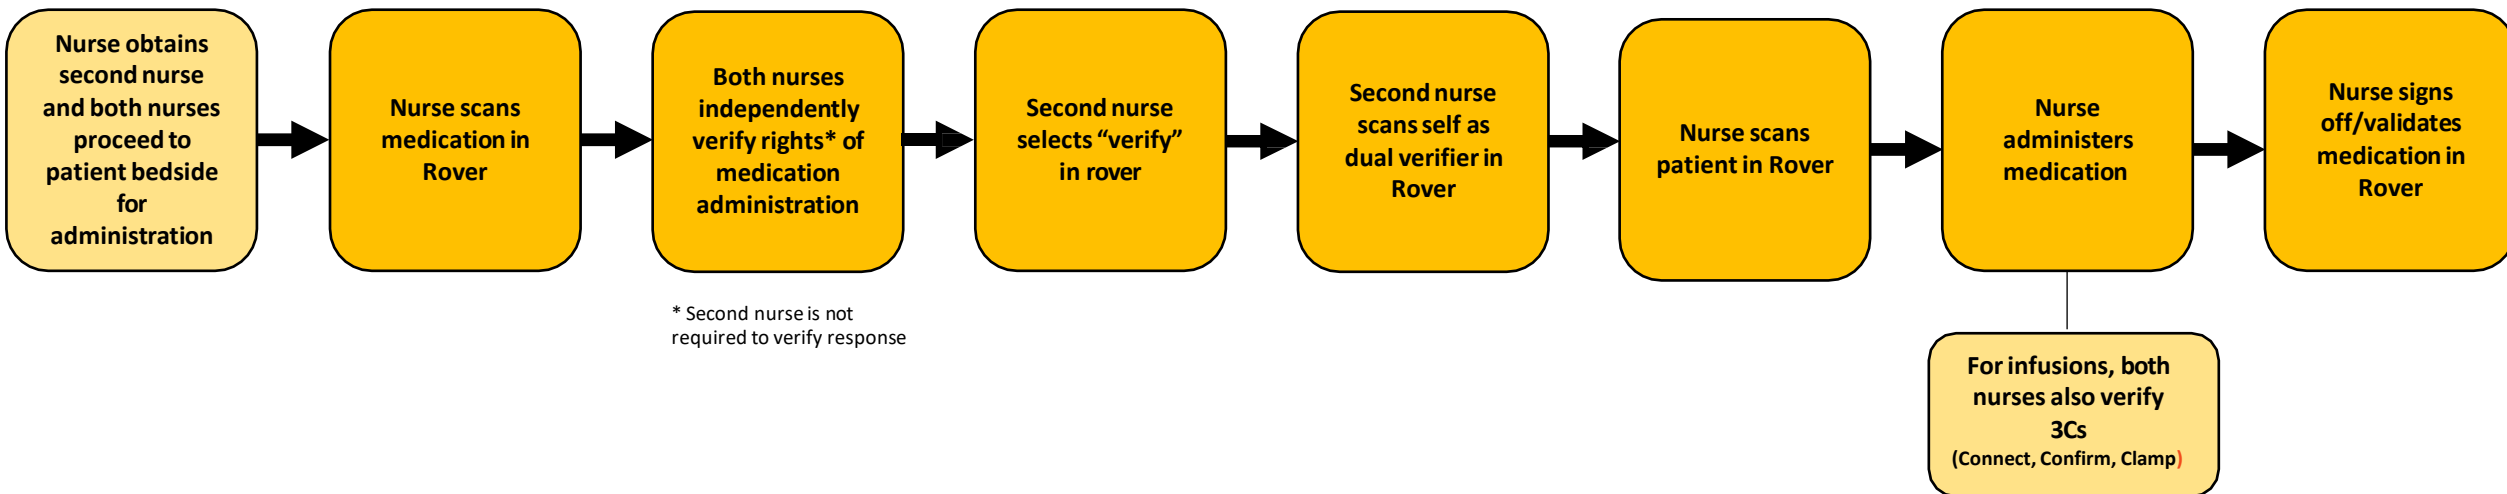 Nurse obtains
second nurse
and both nurses
proceed to
patient bedside
for
administration
Nurse scans
medication in
Rover
Both nurses
independently
verify rights* of
medication
administration
* Second nurse is not
required to verify response
Second nurse
selects “verify”
in rover
Second nurse
scans self as
dual verifier in
Rover
Nurse scans
patient in Rover
Nurse
administers
medication
For infusions, both
nurses also verify
3Cs
(Connect, Confirm, Clamp)
Nurse signs
off/validates
medication in
Rover